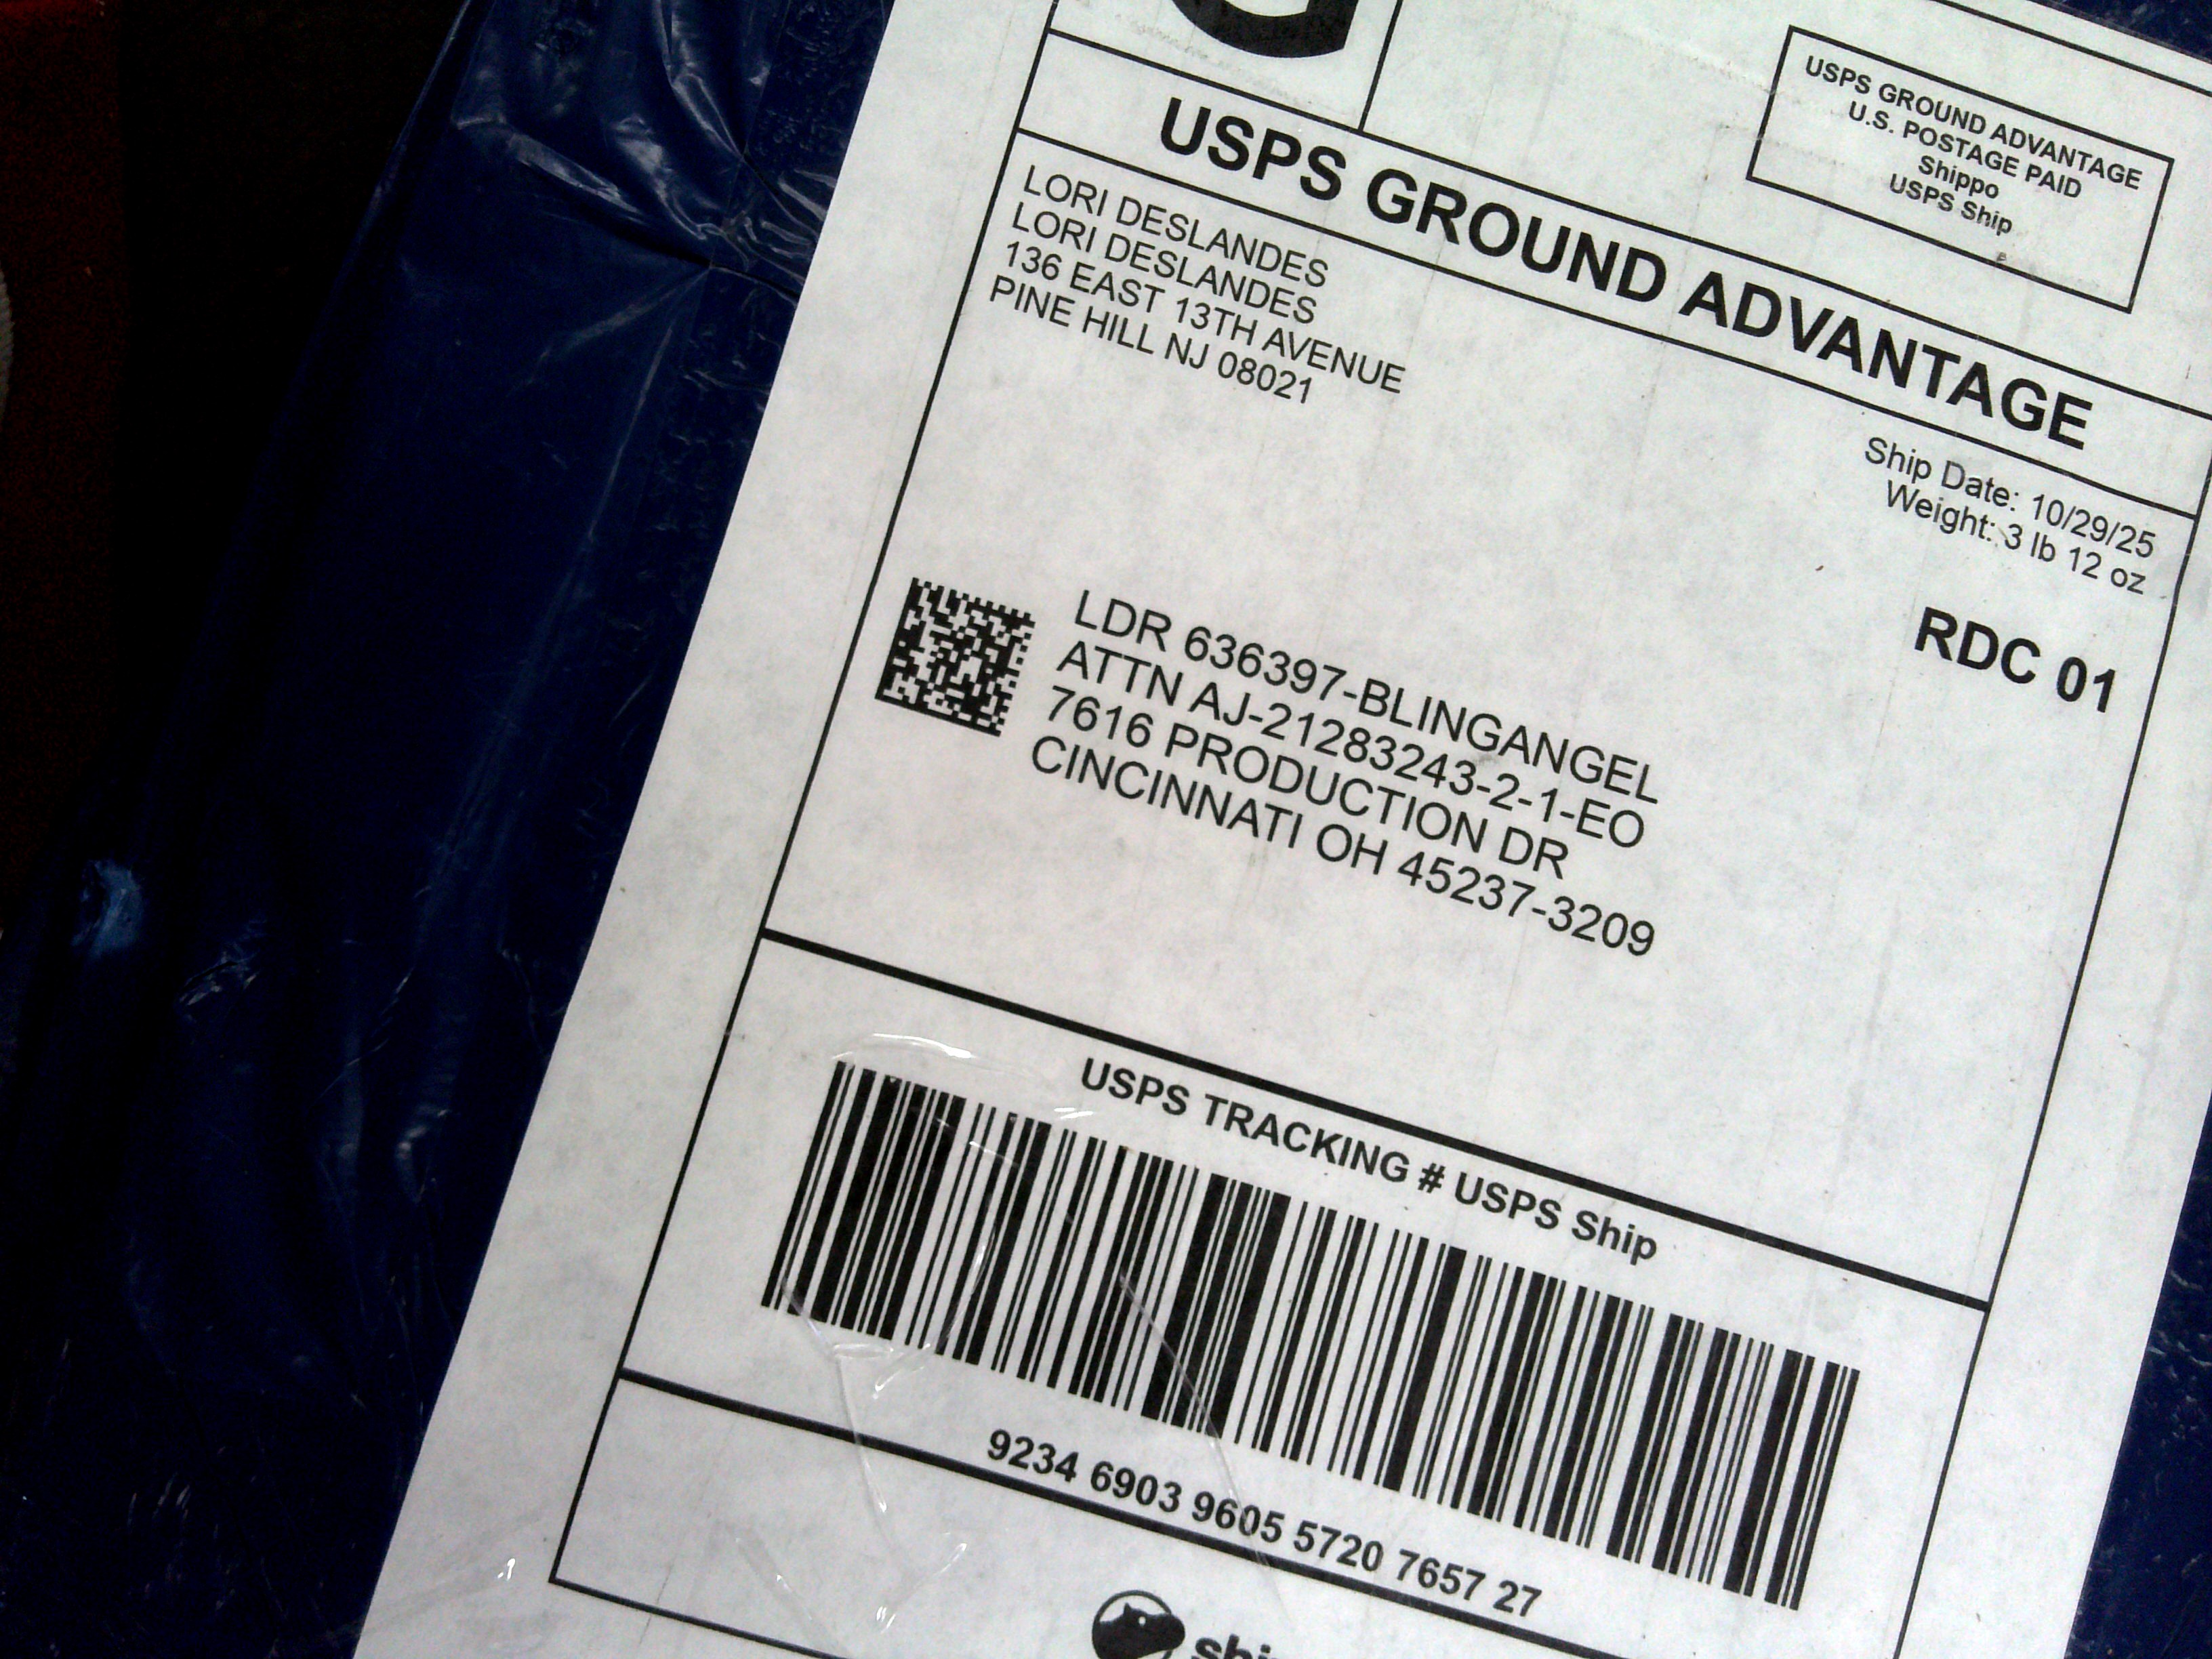 USPS GROUND ADVANTAGE
U.S. POSTAGE PAID
Shippo
USPS Ship
USPS GROUND ADVANTAGE
LORI DESLANDES
LORI DESLANDES
136 EAST 13TH AVENUE
PINE HILL NJ 08021
Ship Date: 10/29/25
Weight: 3 lb 12 oz
RDC 01
LDR 636397-BLINGANGEL
ATTN AJ-21283243-2-1-EO
7616 PRODUCTION DR
CINCINNATI OH 45237-3209
USPS TRACKING # USPS Ship
9234 6903 9605 5720 7657 27